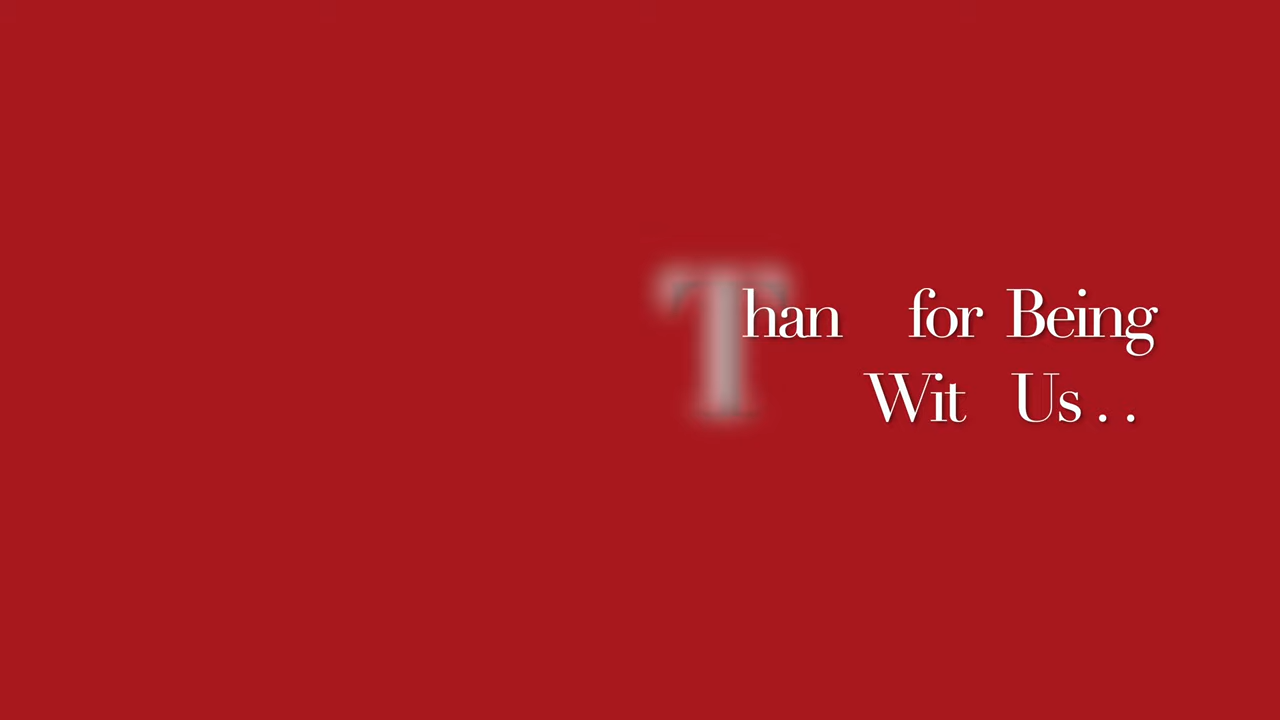 Than for Being
Wit Us . .